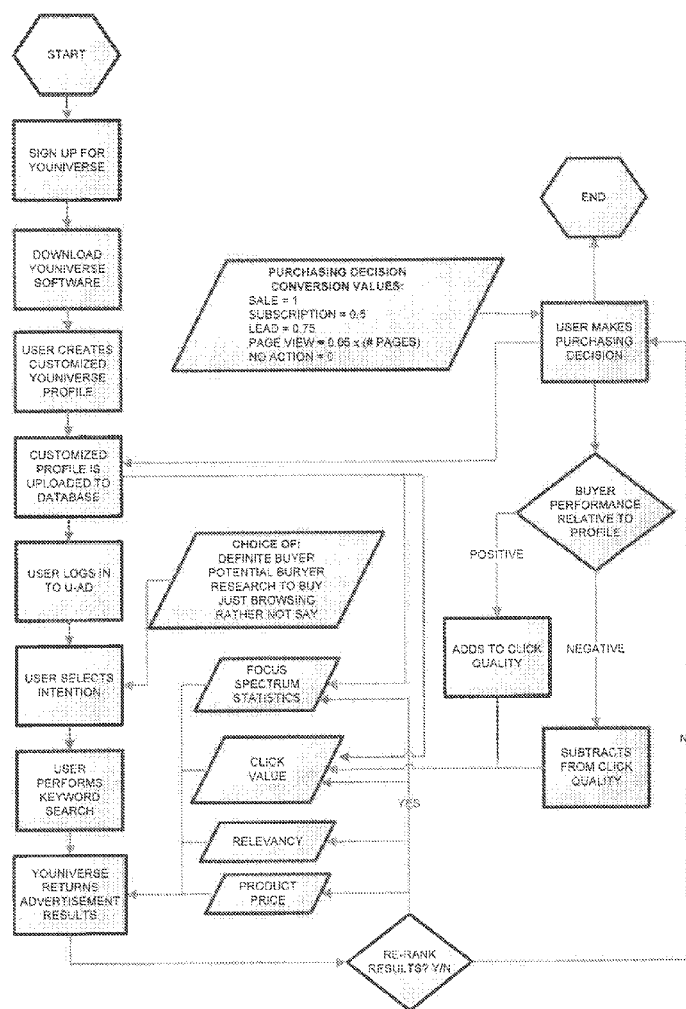 START
SIGN UP FOR
YOUNIVERSE
DOWNLOAD
YOUNIVERSE
SOFTWARE
USER CREATES
CUSTOMIZED
YOUNIVERSE
PROFILE
CUSTOMIZED
PROFILE IS
UPLOADED TO
DATABASE
USER LOGS IN
TO U-AD
USER SELECTS
INTENTION
USER
PERFORMS
KEYWORD
SEARCH
YOUNIVERSE
RETURNS
ADVERTISEMENT
RESULTS
PURCHASING DECISION
CONVERSION VALUES:
SALE = 1
SUBSCRIPTION = 0.5
LEAD = 0.75
PAGE VIEW = 0.05 x (# PAGES)
NO ACTION = 0
CHOICE OF:
DEFINITE BUYER
POTENTIAL BURYER
RESEARCH TO BUY
JUST BROWSING
RATHER NOT SAY
FOCUS
SPECTRUM
STATISTICS
CLICK
VALUE
RELEVANCY
PRODUCT
PRICE
YES
RE-RANK
RESULTS? Y/N
END
USER MAKES
PURCHASING
DECISION
BUYER
PERFORMANCE
RELATIVE TO
PROFILE
POSITIVE
NEGATIVE
ADDS TO CLICK
QUALITY
SUBTRACTS
FROM CLICK
QUALITY